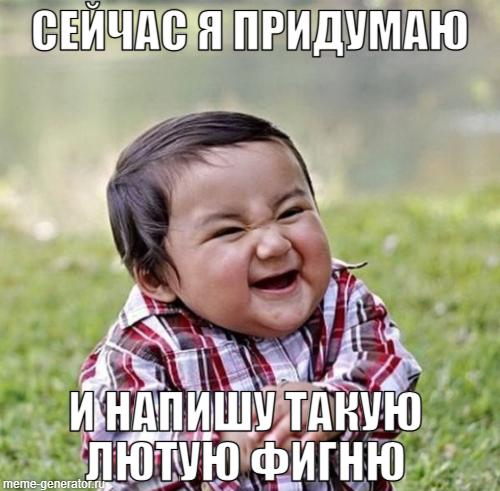 СЕЙЧАС Я ПРИДУМАЮ
И НАПИШУ ТАКУЮ
ЛЮТУЮ ФИГНЮ
meme-generator.ru